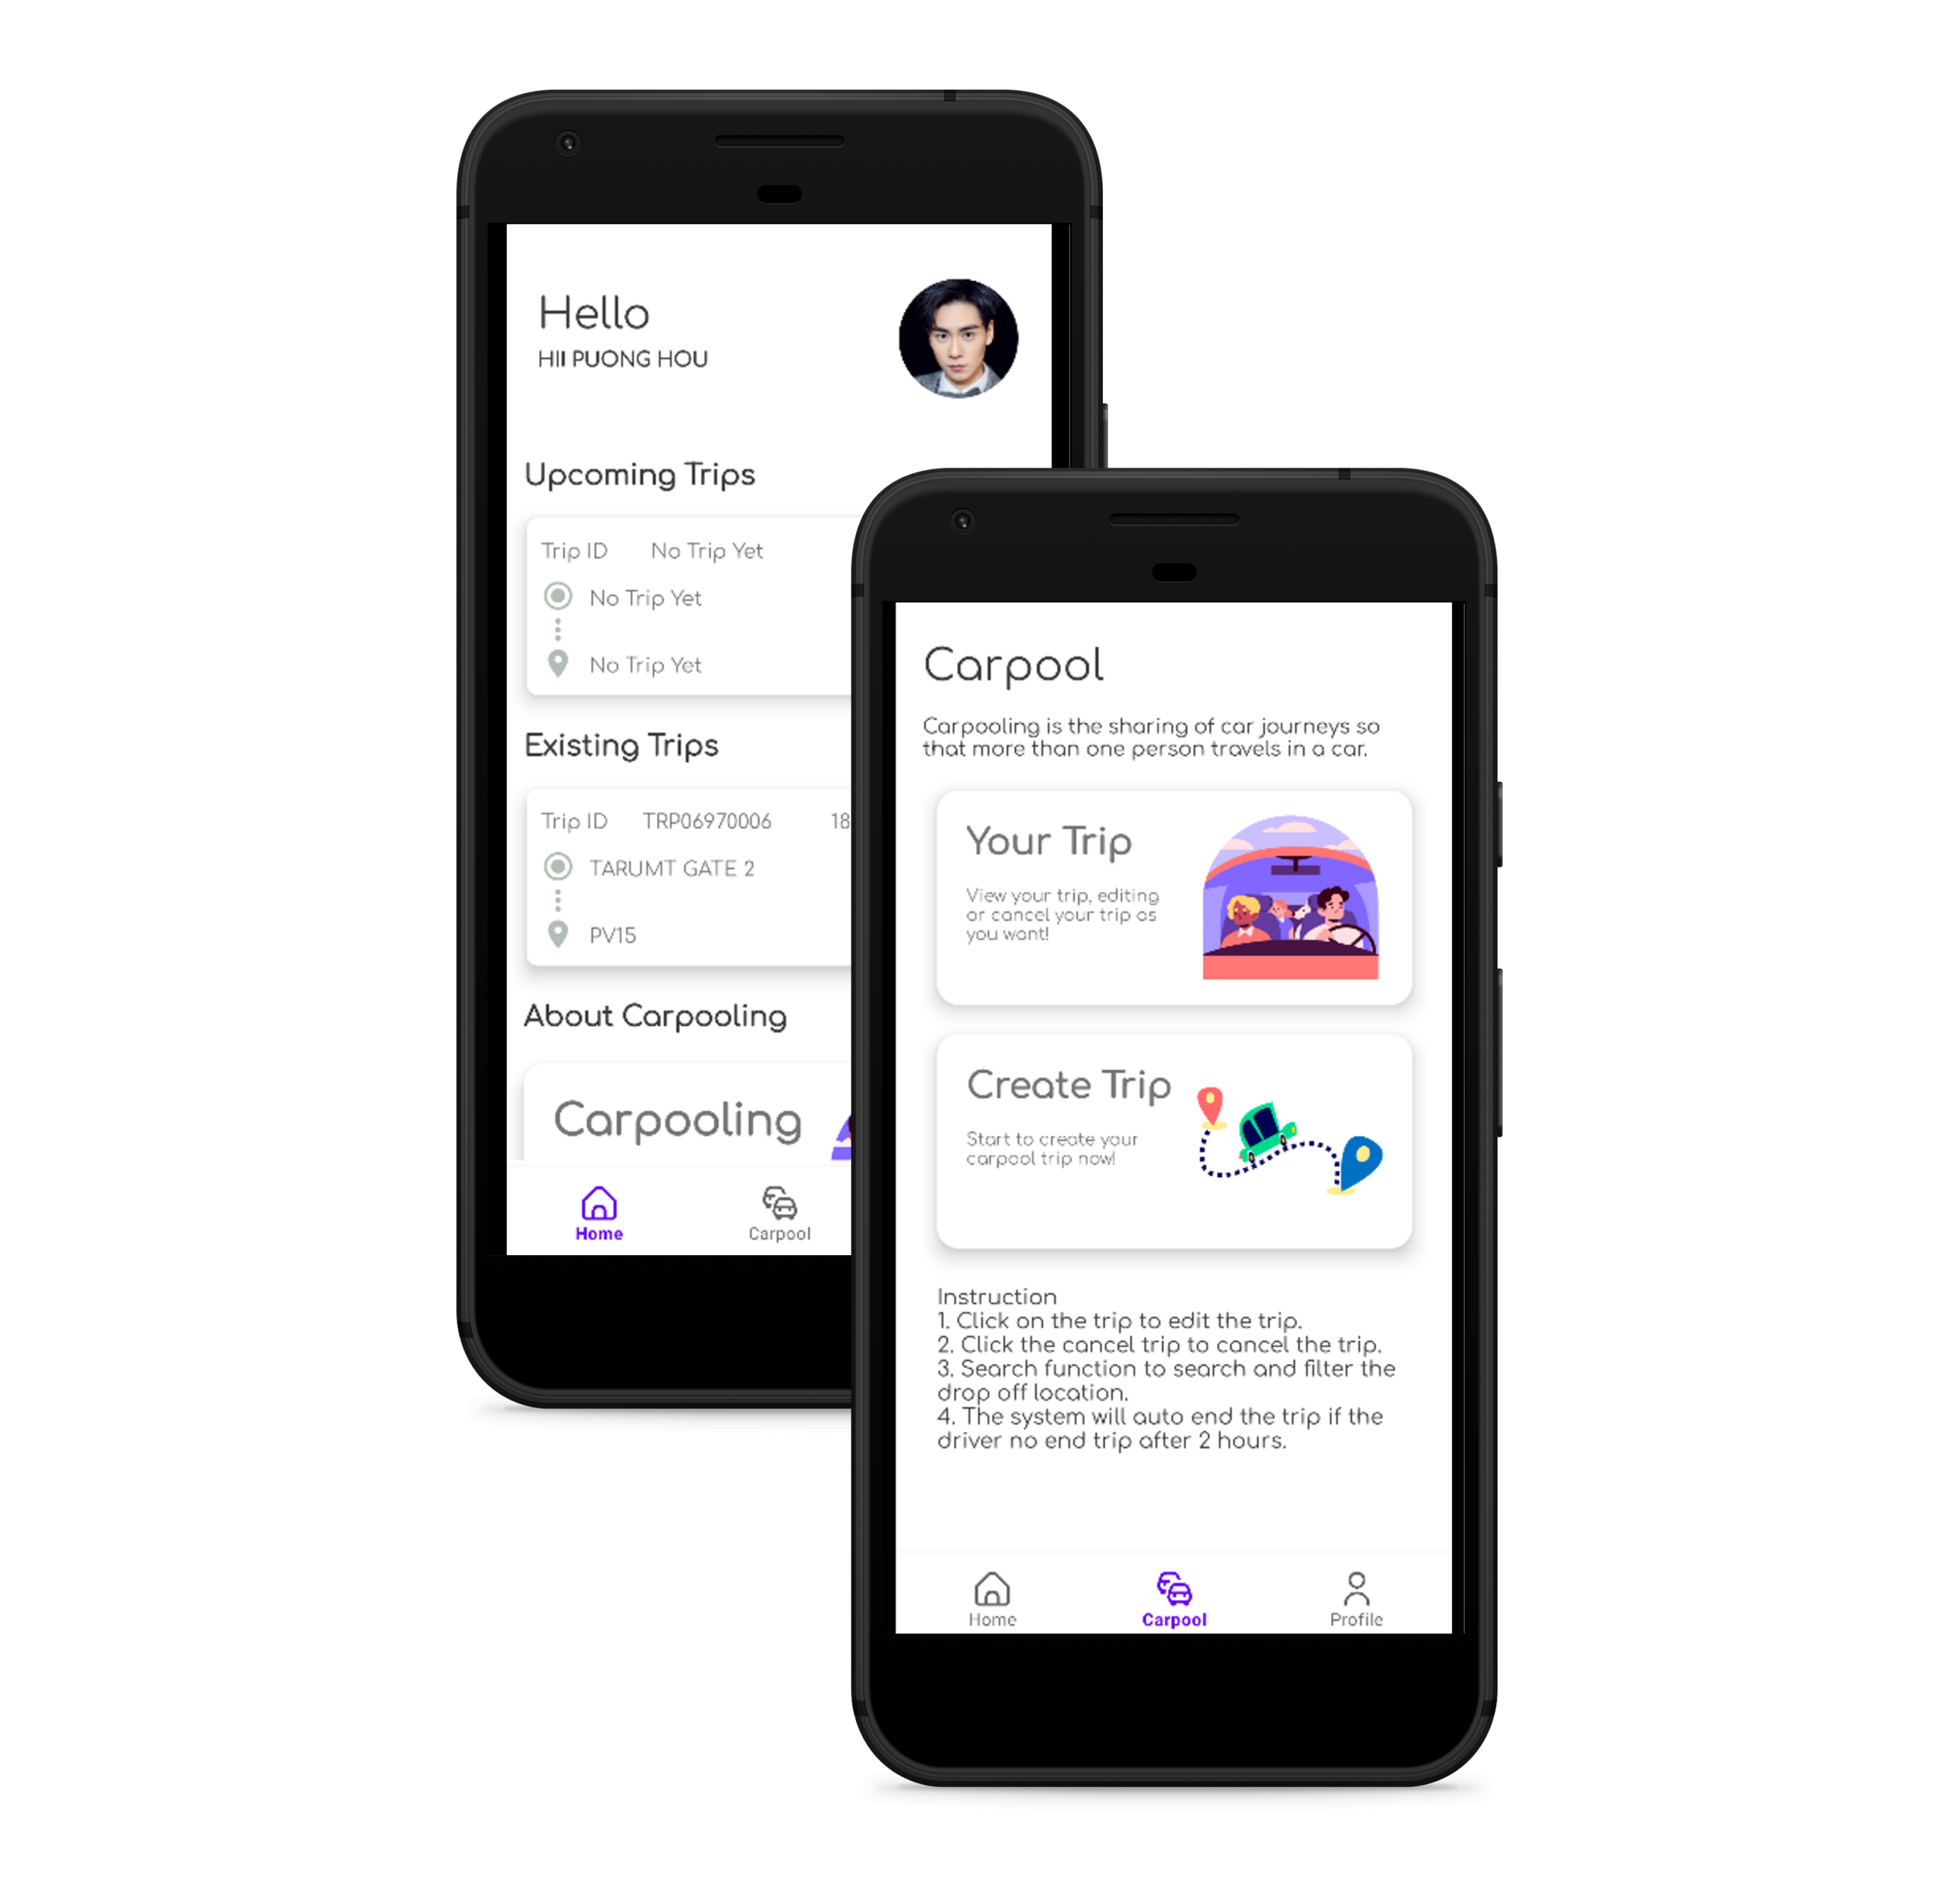 Hello
HII PUONG HOU
Upcoming Trips
Trip ID No Trip Yet
No Trip Yet
No Trip Yet
Existing Trips
Trip ID TRP06970006 18
TARUMT GATE 2
PV15
About Carpooling
Carpooling
Home Carpool
Carpool
Carpooling is the sharing of car journeys so
that more than one person travels in a car.
Your Trip
View your trip, editing
or cancel your trip as
you want!
Create Trip
Start to create your
carpool trip now!
Instruction
1. Click on the trip to edit the trip.
2. Click the cancel trip to cancel the trip.
3. Search function to search and filter the
drop off location.
4. The system will auto end the trip if the
driver no end trip after 2 hours.
Home Carpool Profile